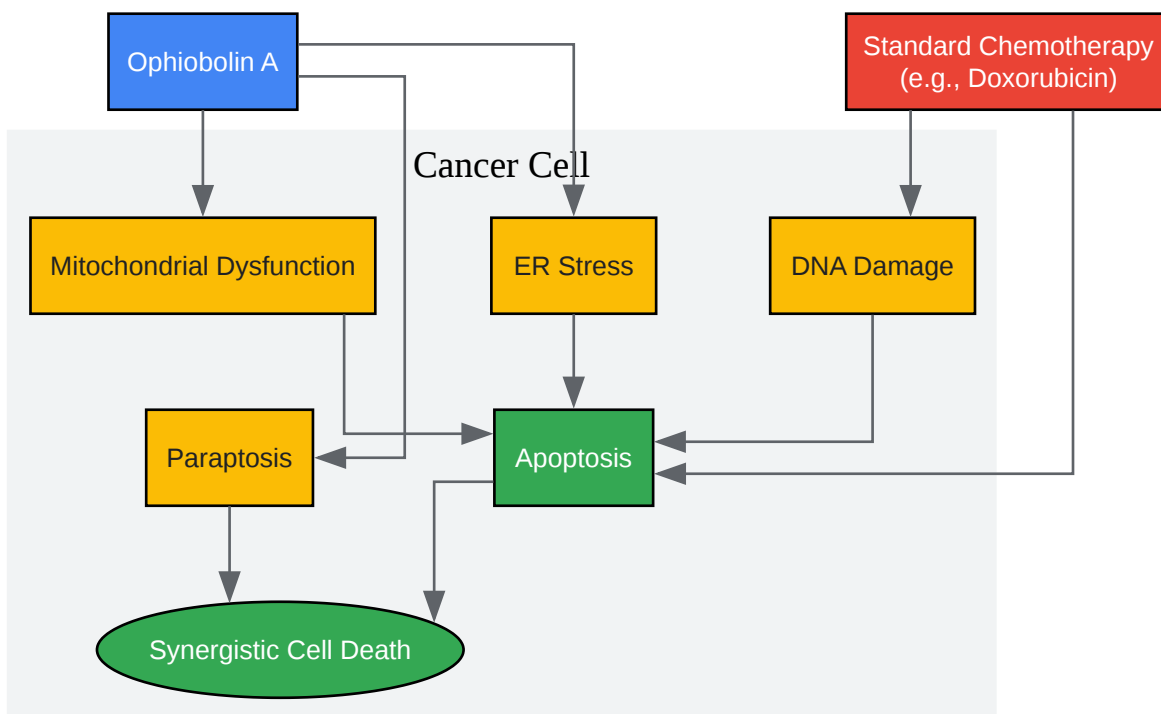 Ophiobolin A
Standard Chemotherapy
(e.g., Doxorubicin)
Cancer Cell
Mitochondrial Dysfunction
ER Stress
DNA Damage
Paraptosis
Apoptosis
Synergistic Cell Death